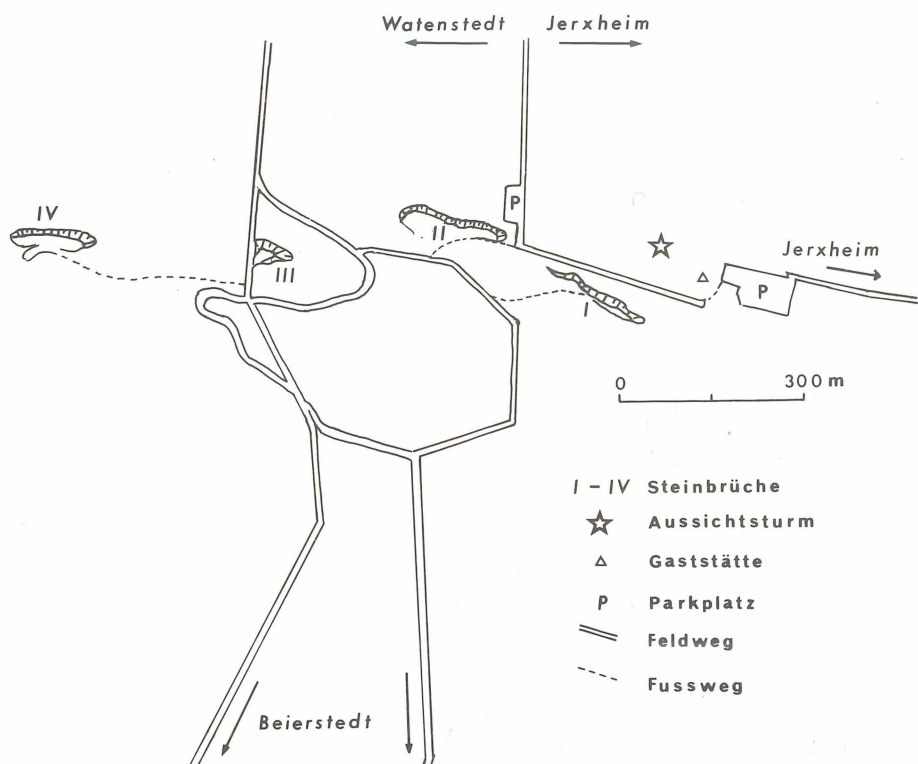 Watenstedt Jerxheim
IV
II
P
III
I
Jerxheim
P
0 300 m
I – IV Steinbrüche
Aussichtsturm
Gaststätte
P Parkplatz
Feldweg
Fussweg
Beierstedt